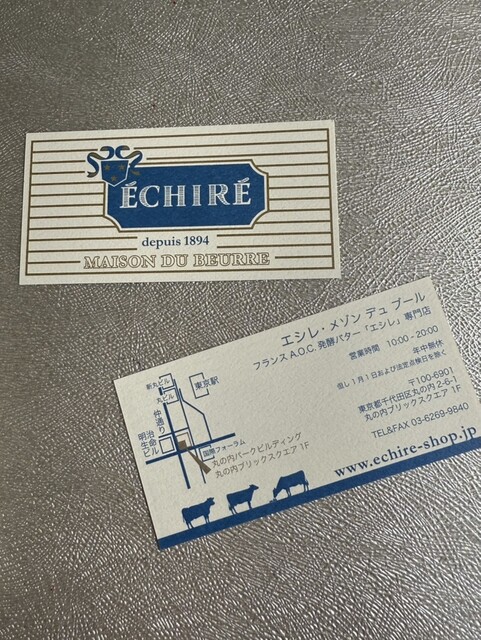 ÉCHIRÉ
depuis 1894
MAISON DU BEURRE
エシレ・メゾン デュ ブール
フランス A.O.C. 発酵バター「エシレ」専門店
営業時間 10:00 - 20:00
年中無休
但し1月1日および法定点検日を除く
〒100-6901
東京都千代田区丸の内 2-6-1
丸の内ブリックスクエア 1F
TEL&FAX 03-6269-9840
www.echire-shop.jp
新丸ビル
丸ビル
東京駅
仲通り
明治生命ビル
国際フォーラム
丸の内パークビルディング
丸の内ブリックスクエア 1F